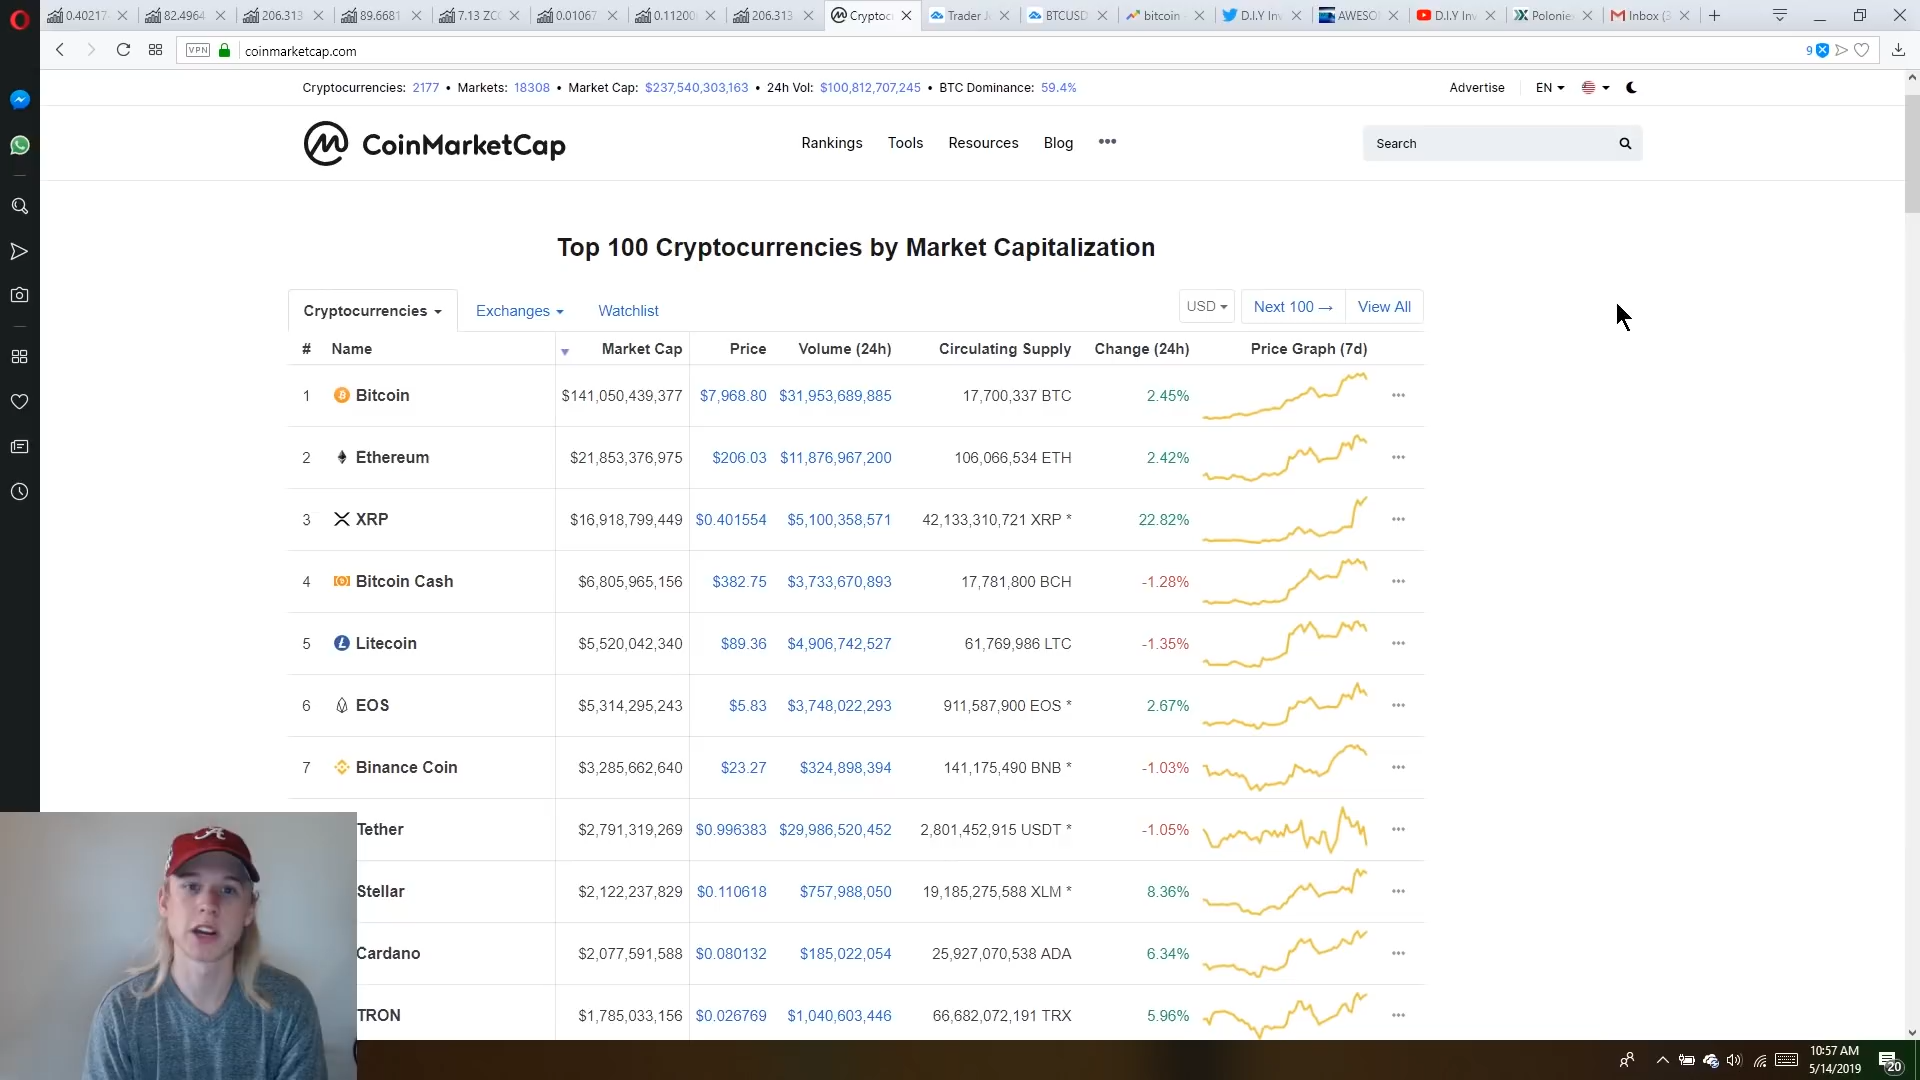 0.40217 82.4964 206.313 89.6681 7.13 ZC 0.01067 0.11200 206.313 Cryptoc Trader BTCUSD bitcoin D.I.Y Inv AWESO D.I.Y Inv Polonie Inbox (3
VPN coinmarketcap.com 9
Cryptocurrencies: 2177 • Markets: 18308 • Market Cap: $237,540,303,163 • 24h Vol: $100,812,707,245 • BTC Dominance: 59.4% Advertise EN
CoinMarketCap Rankings Tools Resources Blog ••• Search
Top 100 Cryptocurrencies by Market Capitalization
Cryptocurrencies Exchanges Watchlist USD Next 100 → View All
# Name Market Cap Price Volume (24h) Circulating Supply Change (24h) Price Graph (7d)
1 Bitcoin $141,050,439,377 $7,968.80 $31,953,689,885 17,700,337 BTC 2.45%
2 Ethereum $21,853,376,975 $206.03 $11,876,967,200 106,066,534 ETH 2.42%
3 XRP $16,918,799,449 $0.401554 $5,100,358,571 42,133,310,721 XRP * 22.82%
4 Bitcoin Cash $6,805,965,156 $382.75 $3,733,670,893 17,781,800 BCH -1.28%
5 Litecoin $5,520,042,340 $89.36 $4,906,742,527 61,769,986 LTC -1.35%
6 EOS $5,314,295,243 $5.83 $3,748,022,293 911,587,900 EOS * 2.67%
7 Binance Coin $3,285,662,640 $23.27 $324,898,394 141,175,490 BNB * -1.03%
Tether $2,791,319,269 $0.996383 $29,986,520,452 2,801,452,915 USDT * -1.05%
Stellar $2,122,237,829 $0.110618 $757,988,050 19,185,275,588 XLM * 8.36%
Cardano $2,077,591,588 $0.080132 $185,022,054 25,927,070,538 ADA 6.34%
TRON $1,785,033,156 $0.026769 $1,040,603,446 66,682,072,191 TRX 5.96%
10:57 AM
5/14/2019
20